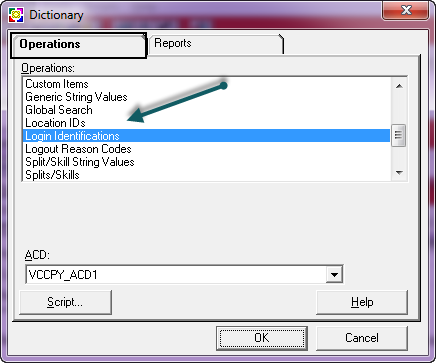 Dictionary
Operations
Reports
Operations:
Custom Items
Generic String Values
Global Search
Location IDs
Login Identifications
Logout Reason Codes
Split/Skill String Values
Splits/Skills
ACD:
VCCPY_ACD1
Script...
Help
OK
Cancel